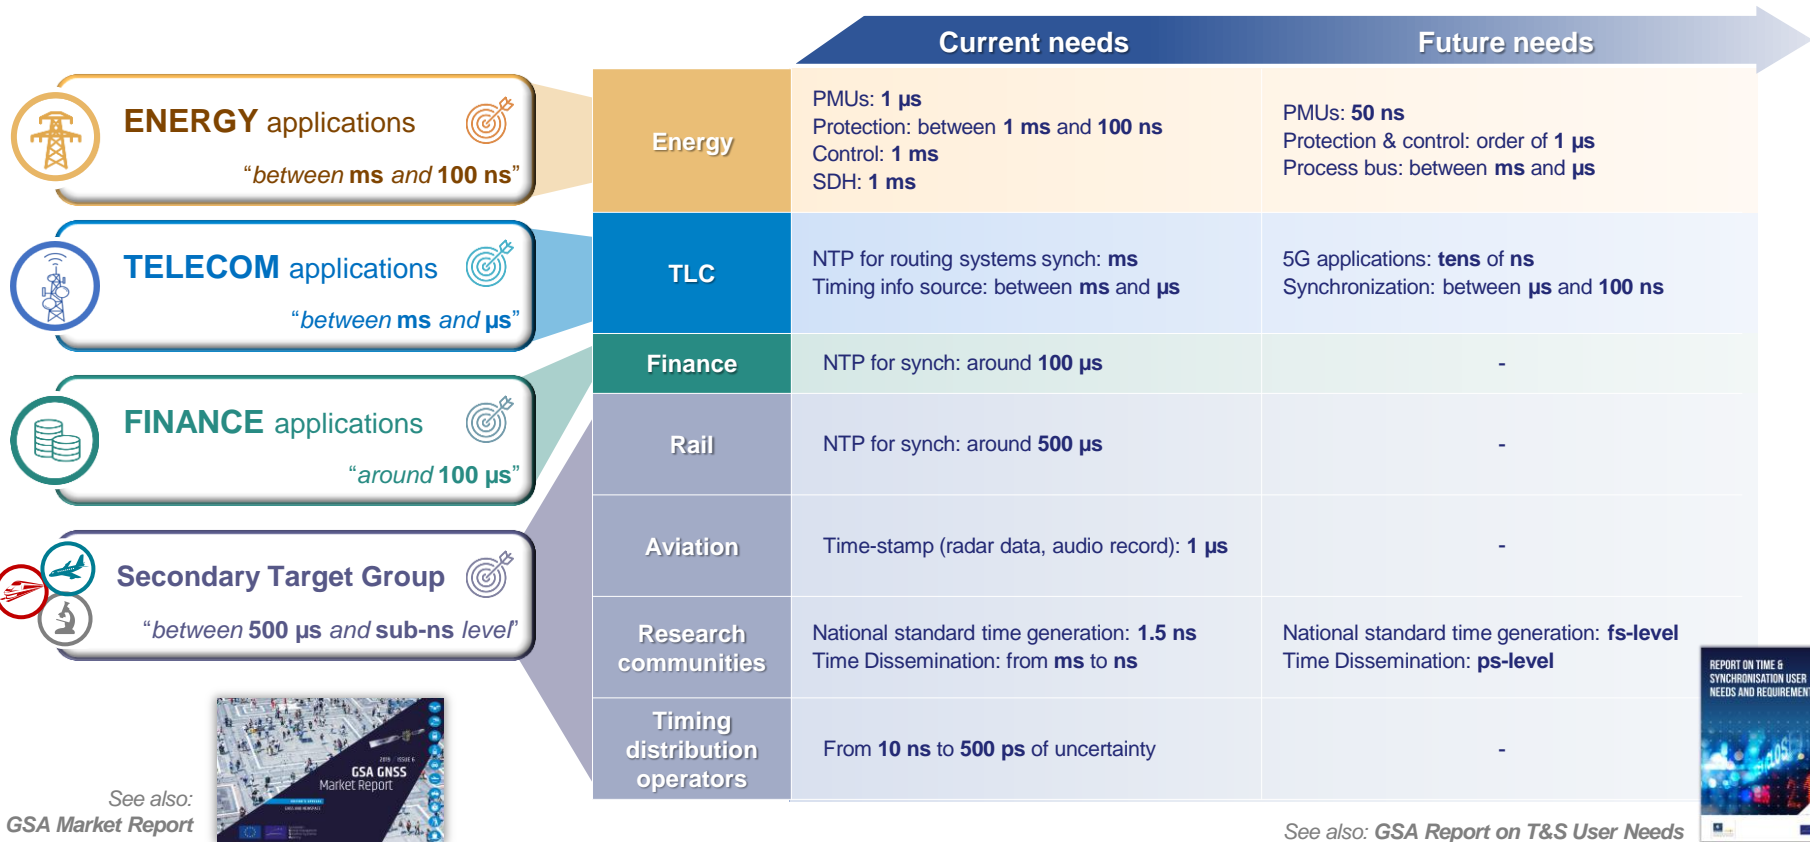 Current needs
Future needs
ENERGY applications
"between ms and 100 ns"
TELECOM applications
"between ms and µs"
FINANCE applications
"around 100 µs"
Secondary Target Group
"between 500 µs and sub-ns level"
Energy
PMUs: 1 µs
Protection: between 1 ms and 100 ns
Control: 1 ms
SDH: 1 ms
PMUs: 50 ns
Protection & control: order of 1 µs
Process bus: between ms and µs
TLC
NTP for routing systems synch: ms
Timing info source: between ms and µs
5G applications: tens of ns
Synchronization: between µs and 100 ns
Finance
NTP for synch: around 100 µs
-
Rail
NTP for synch: around 500 µs
-
Aviation
Time-stamp (radar data, audio record): 1 µs
-
Research
communities
National standard time generation: 1.5 ns
Time Dissemination: from ms to ns
National standard time generation: fs-level
Time Dissemination: ps-level
Timing
distribution
operators
From 10 ns to 500 ps of uncertainty
-
See also:
GSA Market Report
2019 ISSUE 6
GSA GNSS
Market Report
REPORT ON TIME &
SYNCHRONISATION USER
NEEDS AND REQUIREMENT
See also: GSA Report on T&S User Needs